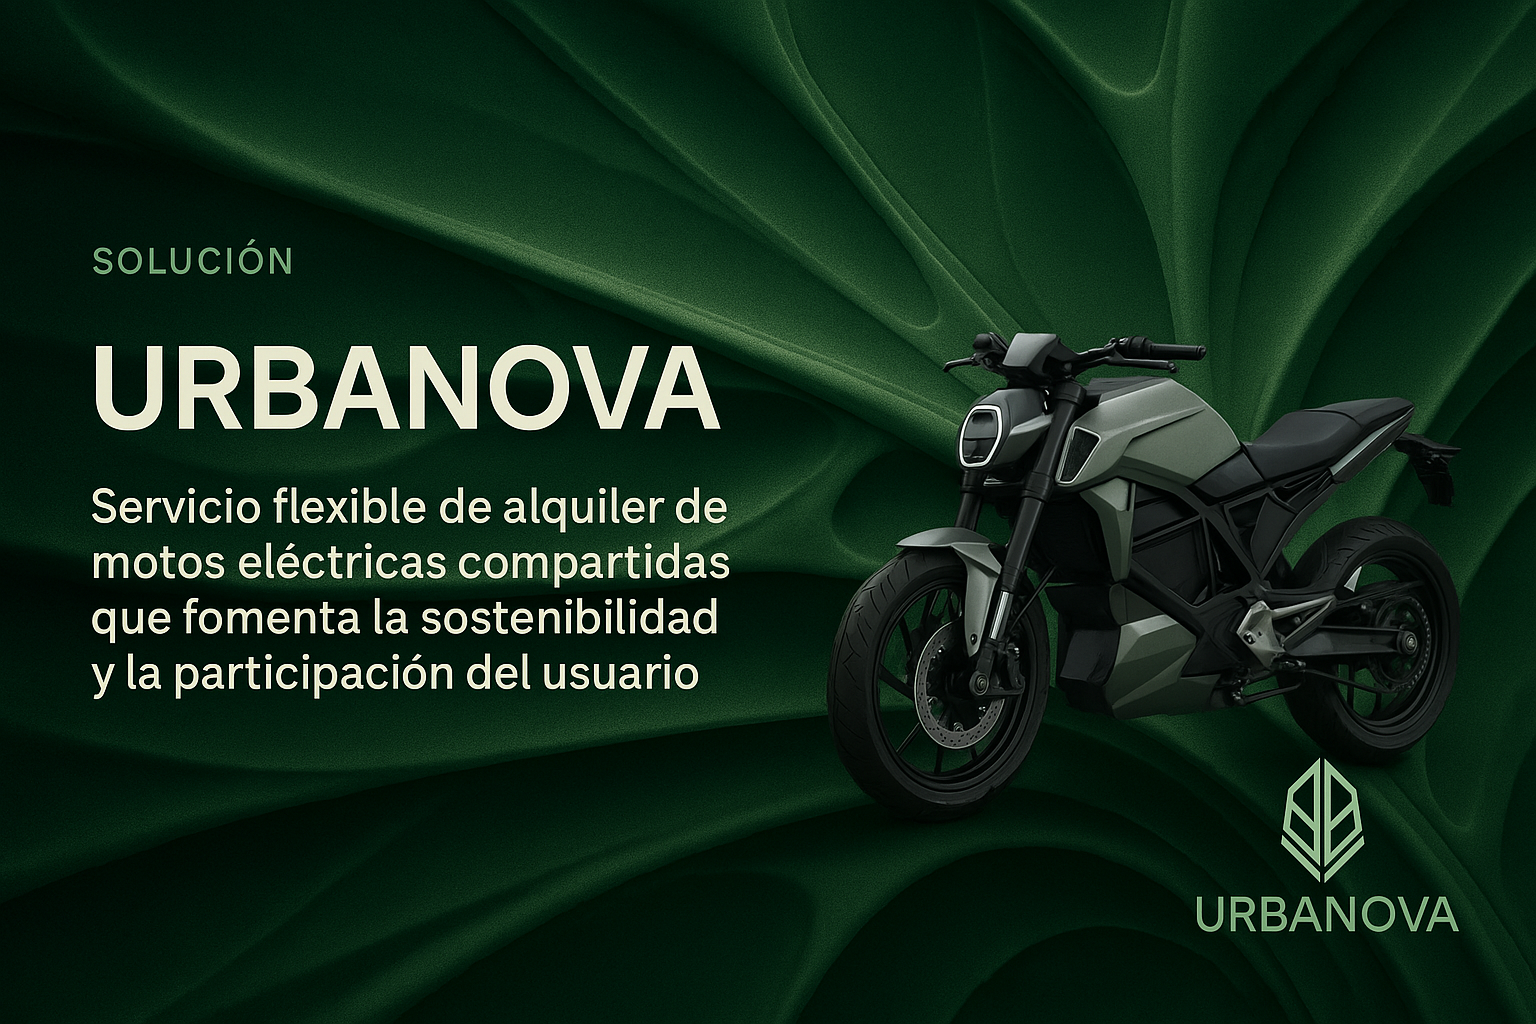 SOLUCIÓN
URBANOVA
Servicio flexible de alquiler de
motos eléctricas compartidas
que fomenta la sostenibilidad
y la participación del usuario
URBANOVA